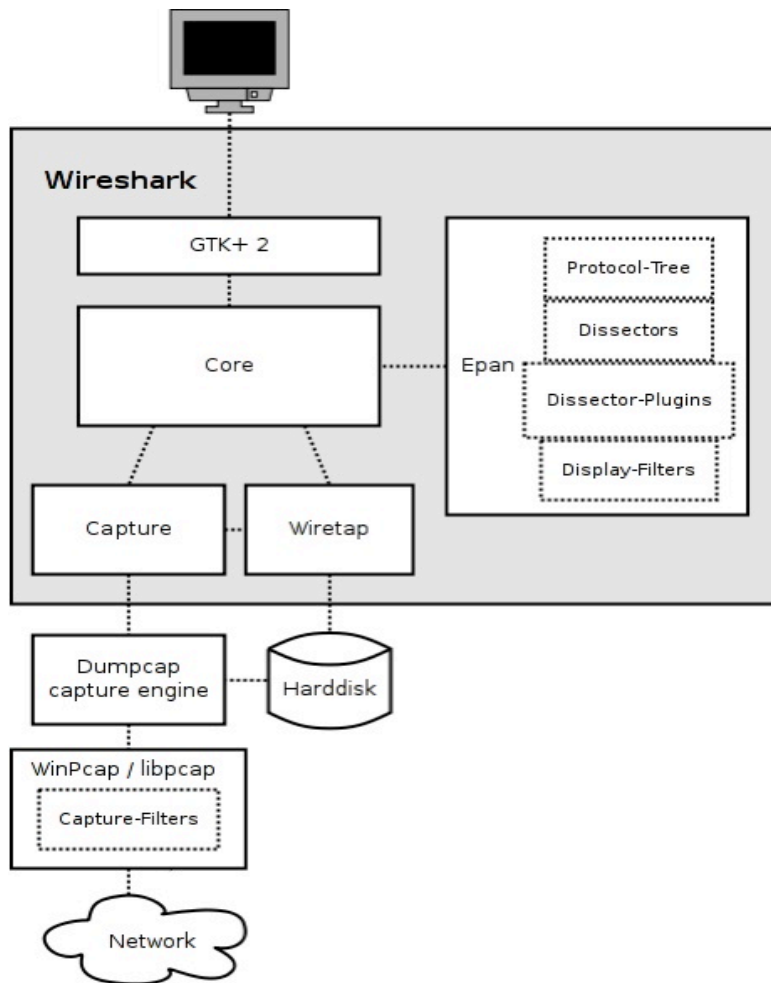 Wireshark
GTK+ 2
Core
Epan
Protocol-Tree
Dissectors
Dissector-Plugins
Display-Filters
Capture
Wiretap
Dumpcap
capture engine
Harddisk
WinPcap / libpcap
Capture-Filters
Network